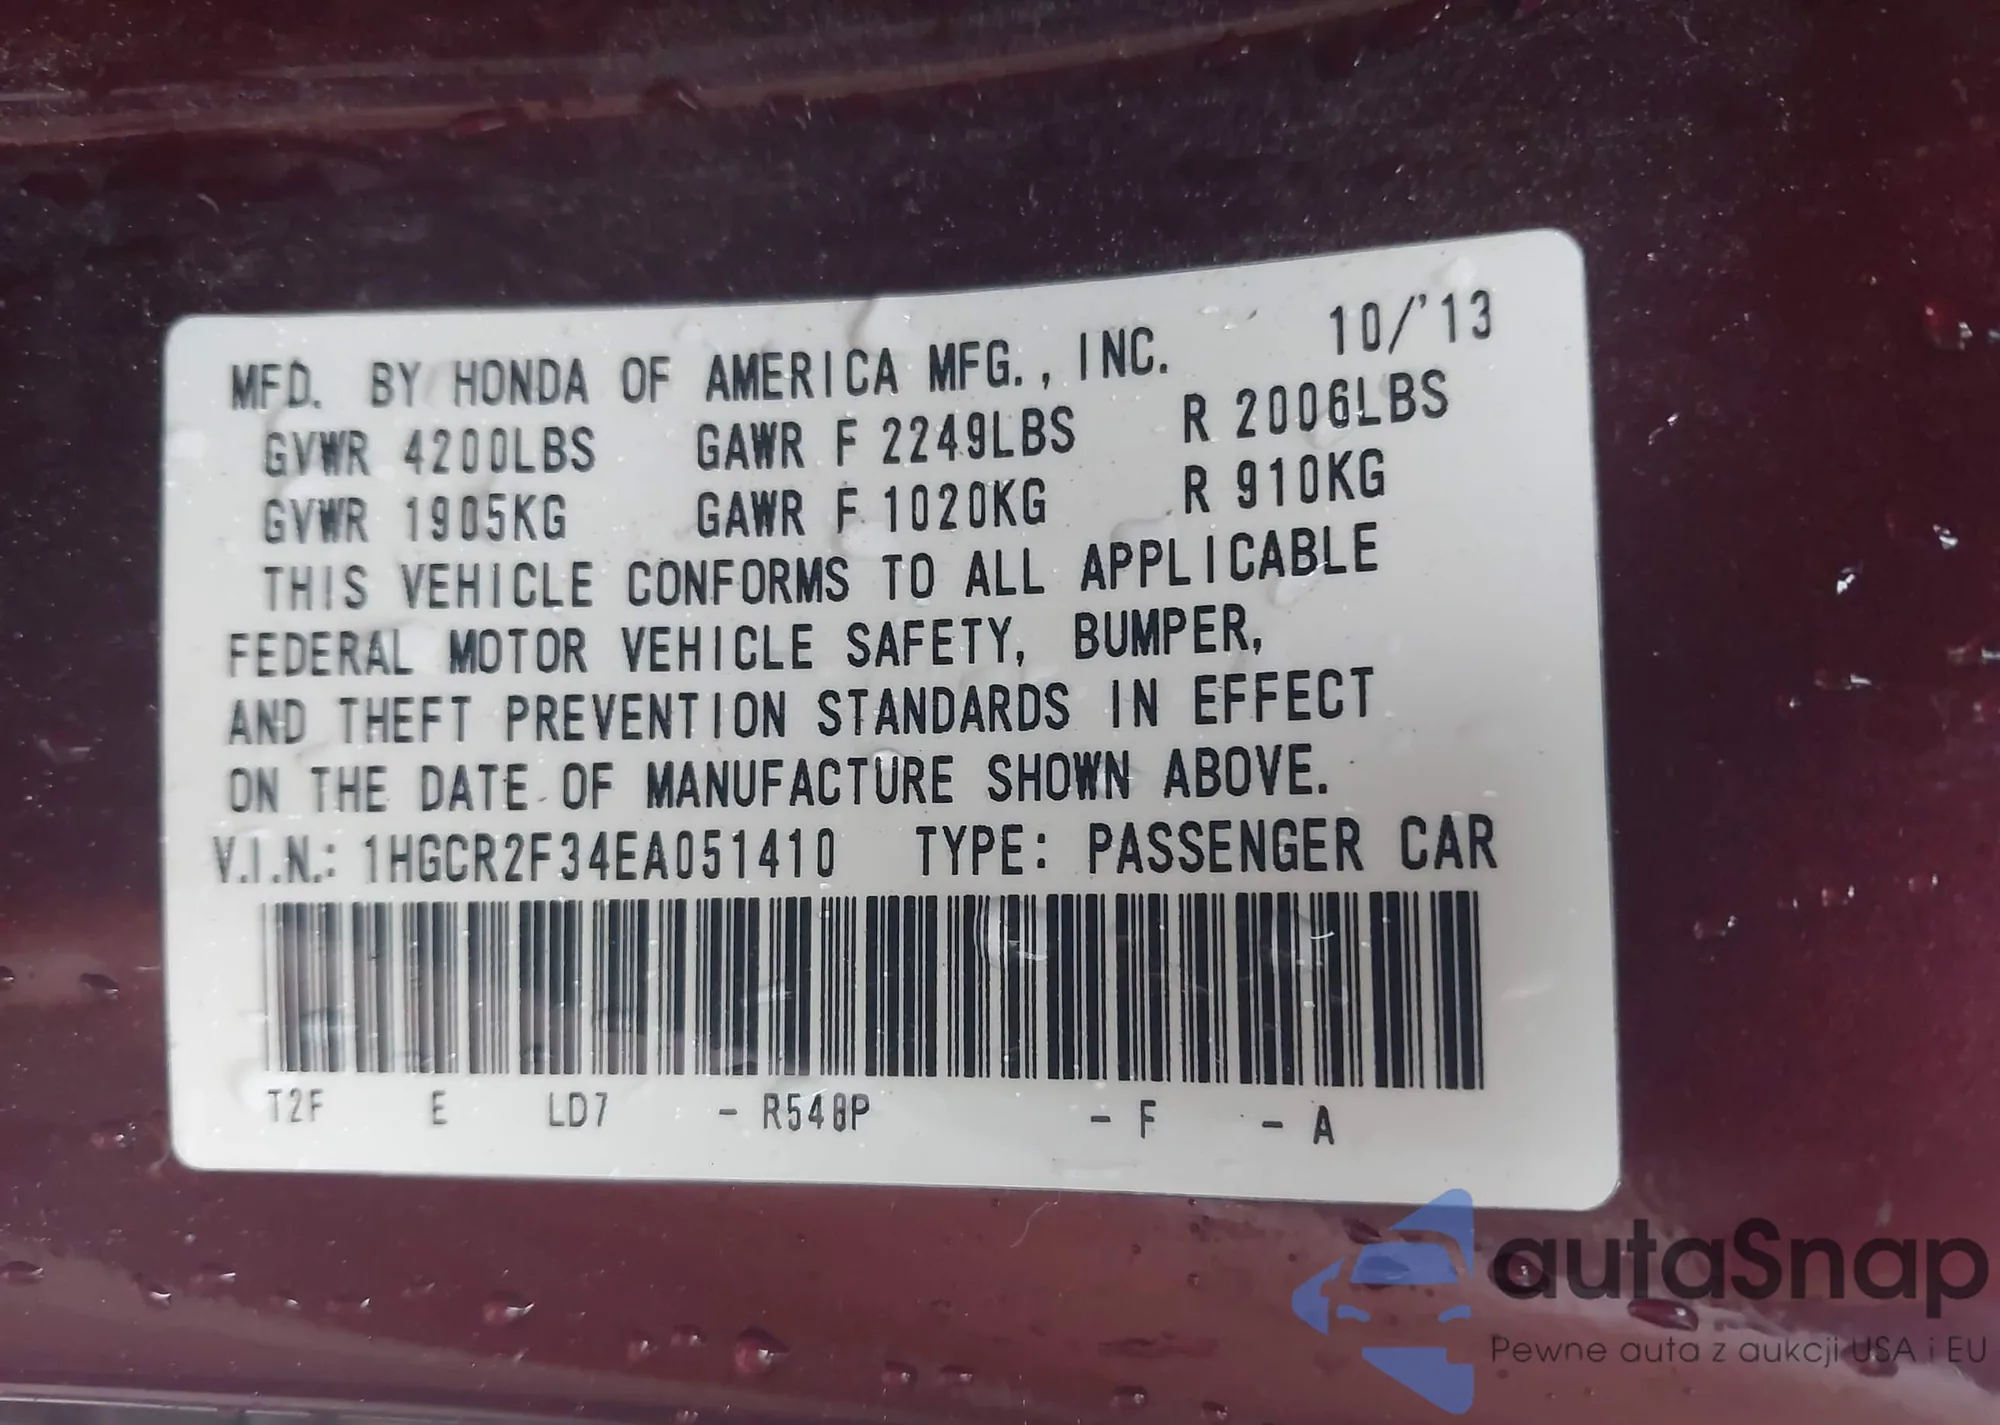 MFD. BY HONDA OF AMERICA MFG., INC. 10/'13
GVWR 4200LBS GAWR F 2249LBS R 2006LBS
GVWR 1905KG GAWR F 1020KG R 910KG
THIS VEHICLE CONFORMS TO ALL APPLICABLE
FEDERAL MOTOR VEHICLE SAFETY, BUMPER,
AND THEFT PREVENTION STANDARDS IN EFFECT
ON THE DATE OF MANUFACTURE SHOWN ABOVE.
V.I.N.: 1HGCR2F34EA051410 TYPE: PASSENGER CAR
T2F E LD7 - R548P - F - A
autaSnap
Pewne auta z aukcji USA i EU